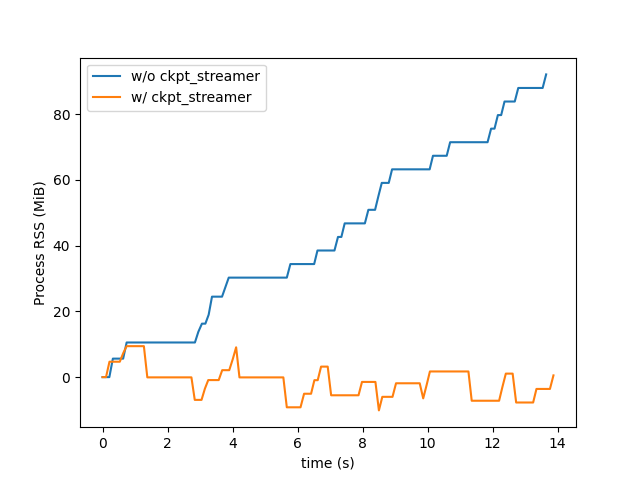 w/o ckpt_streamer
w/ ckpt_streamer
Process RSS (MiB)
80
60
40
20
0
0 2 4 6 8 10 12 14
time (s)